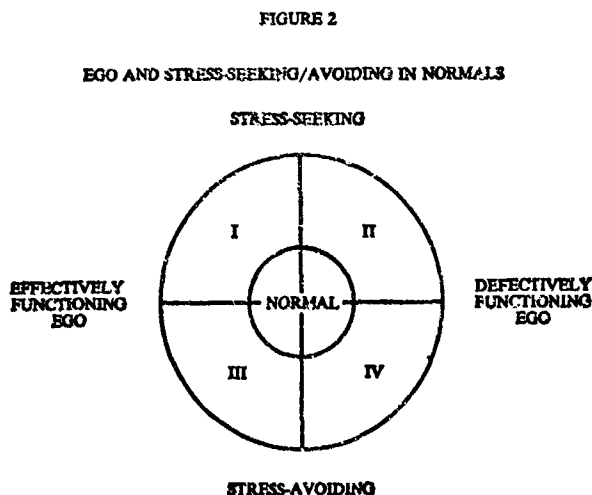 FIGURE 2
EGO AND STRESS-SEEKING/AVOIDING IN NORMALS
STRESS-SEEKING
I
II
EFFECTIVELY
FUNCTIONING
EGO
NORMAL
DEFECTIVELY
FUNCTIONING
EGO
III
IV
STRESS-AVOIDING